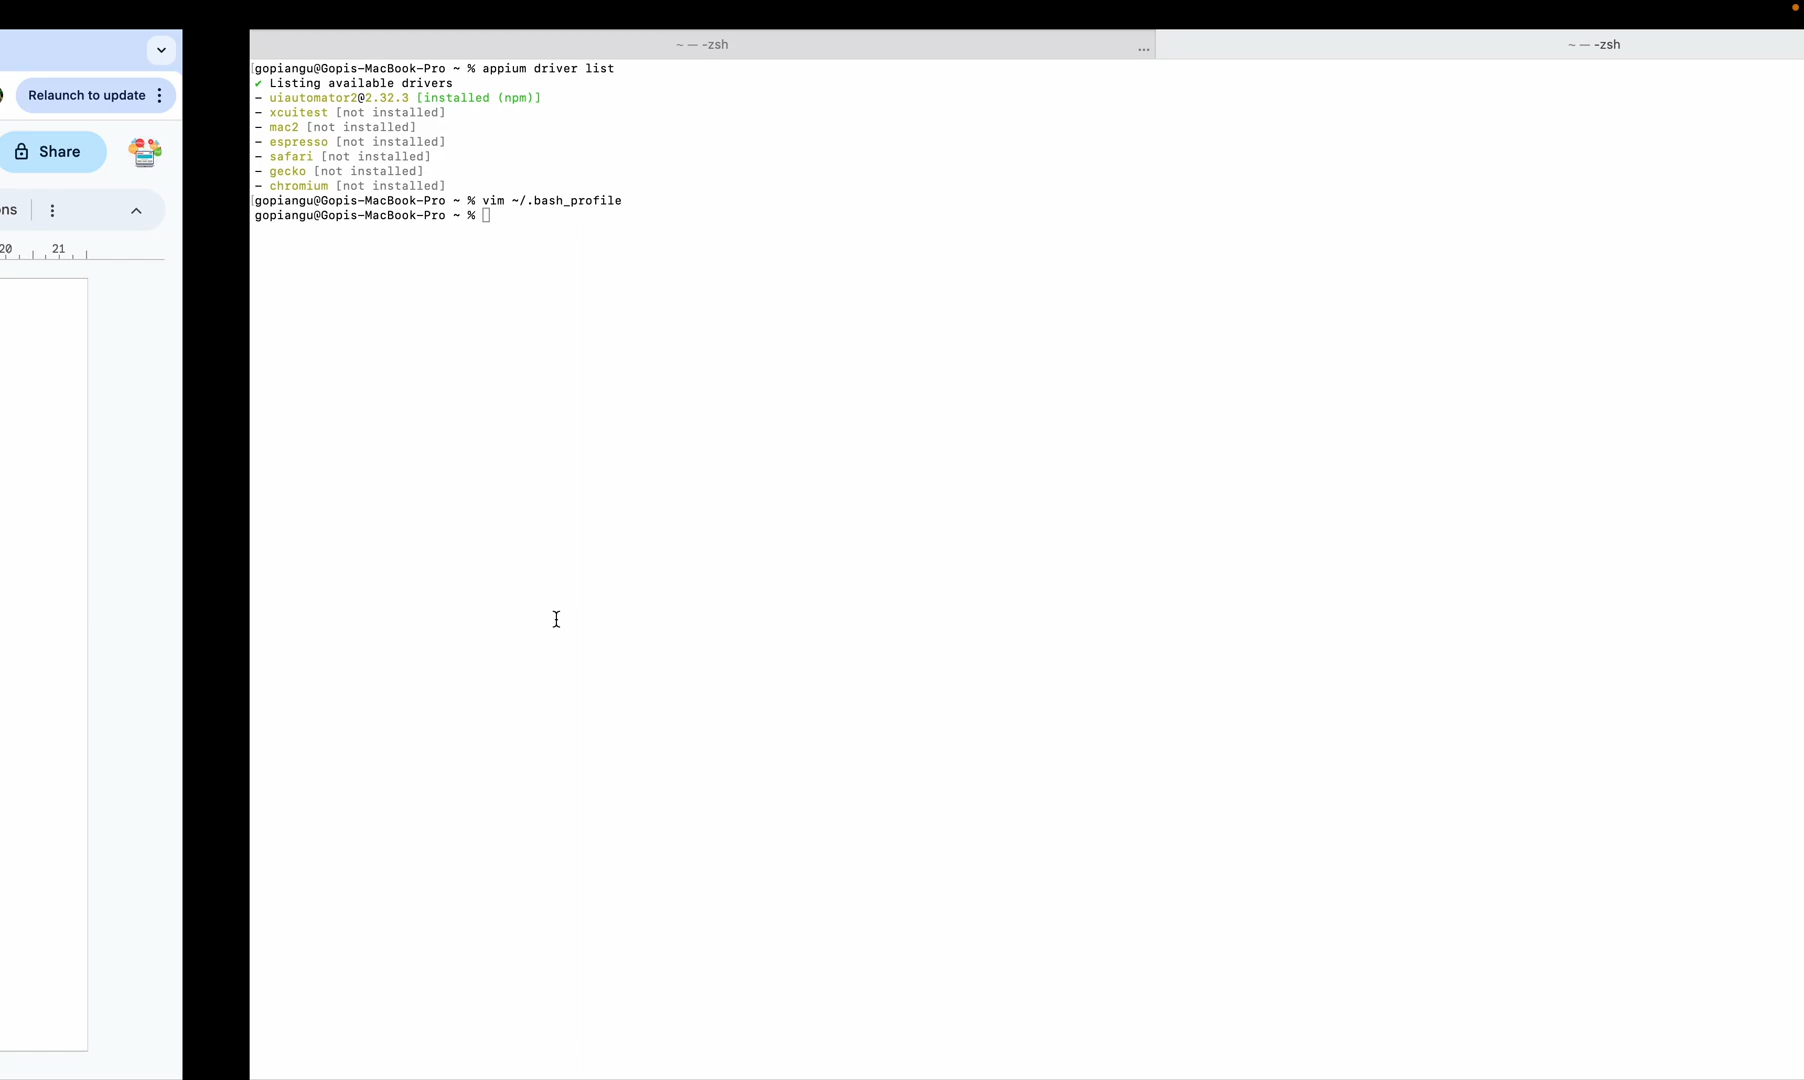 Relaunch to update
Share
ns
20 21
~ — -zsh
...
~ — -zsh
[gopiangu@Gopis-MacBook-Pro ~ % appium driver list
✔ Listing available drivers
- uiautomator2@2.32.3 [installed (npm)]
- xcuitest [not installed]
- mac2 [not installed]
- espresso [not installed]
- safari [not installed]
- gecko [not installed]
- chromium [not installed]
[gopiangu@Gopis-MacBook-Pro ~ % vim ~/.bash_profile
gopiangu@Gopis-MacBook-Pro ~ %